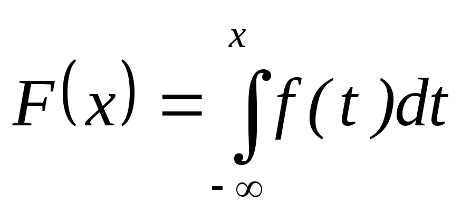 F(x) = ∫_{-∞}^{x} f(t)dt